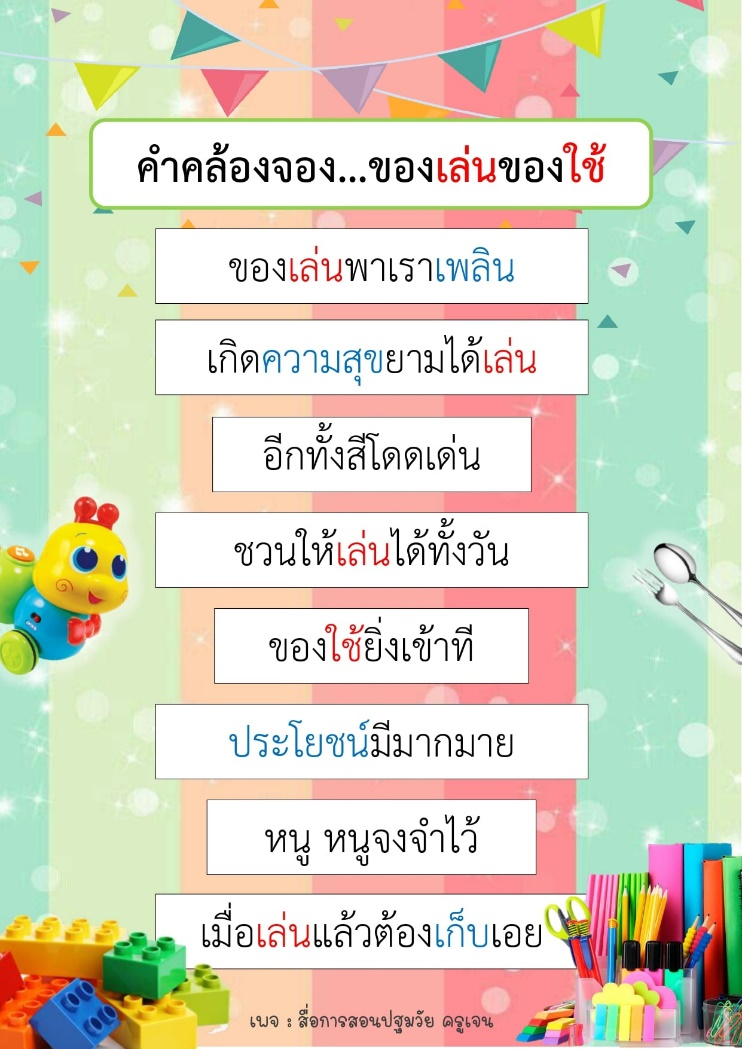 คำคล้องจอง...ของเล่นของใช้
ของเล่นพาเราเพลิน
เกิดความสุขยามได้เล่น
อีกทั้งสีโดดเด่น
ชวนให้เล่นได้ทั้งวัน
ของใช้ยิ่งเข้าที
ประโยชน์มีมากมาย
หนู หนูจงจำไว้
เมื่อเล่นแล้วต้องเก็บเอย
เพจ : สื่อการสอนปฐมวัย ครูเจน